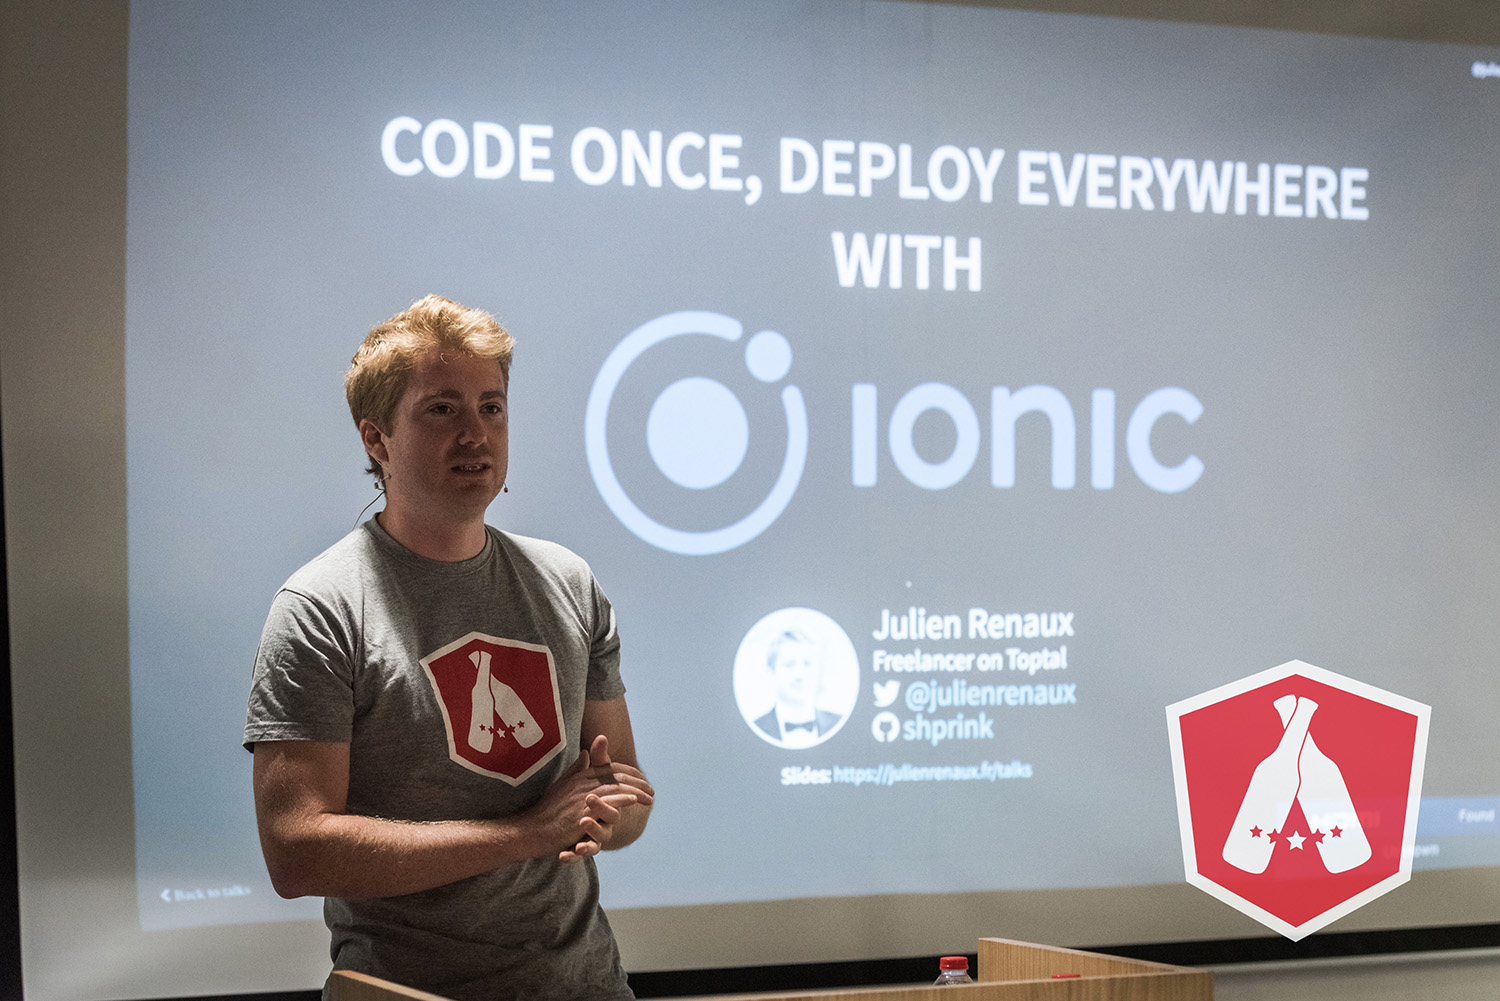 CODE ONCE, DEPLOY EVERYWHERE
WITH
ionic
Julien Renaux
Freelancer on Toptal
@julienrenaux
shprink
Slides: https://julienrenaux.fr/talks
Found
Back to talks